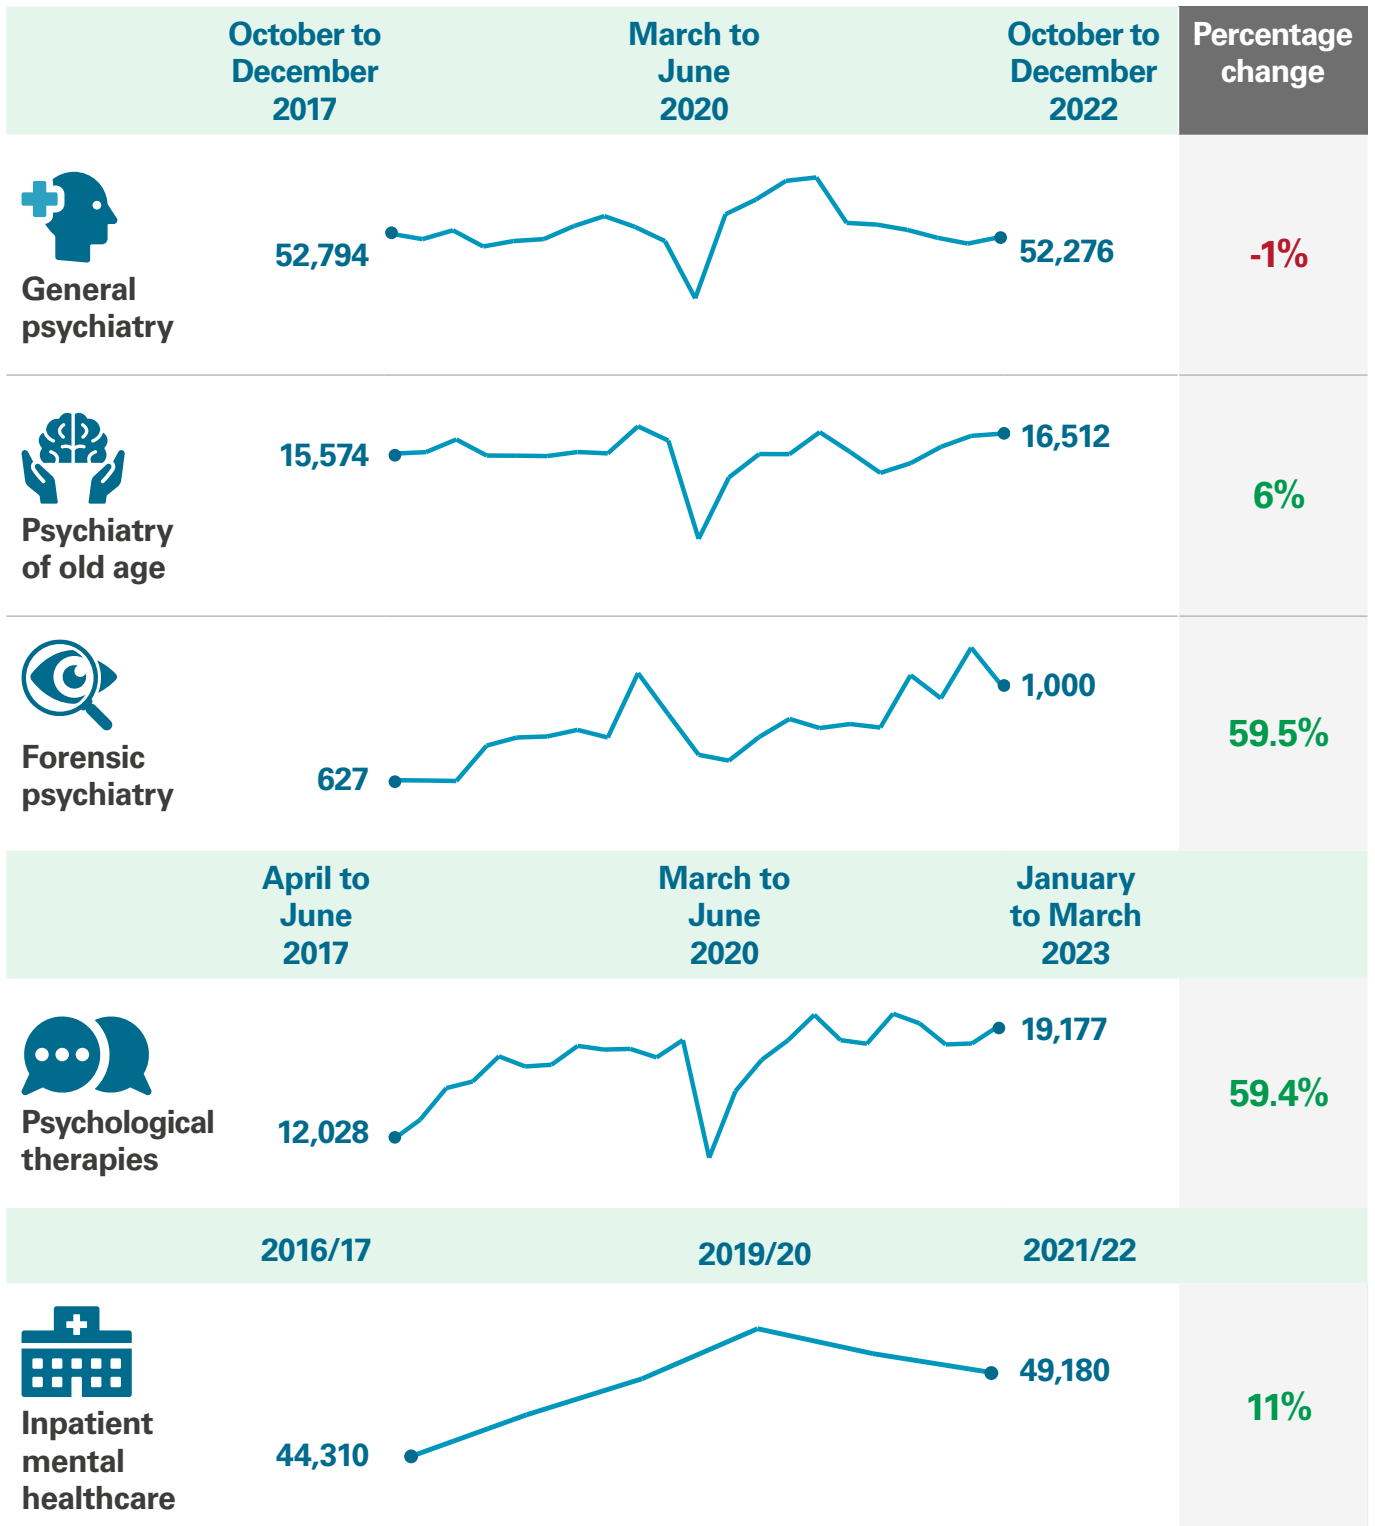 October to
December
2017
March to
June
2020
October to
December
2022
Percentage
change
General
psychiatry
52,794
52,276
-1%
Psychiatry
of old age
15,574
16,512
6%
Forensic
psychiatry
627
1,000
59.5%
April to
June
2017
March to
June
2020
January
to March
2023
Psychological
therapies
12,028
19,177
59.4%
2016/17
2019/20
2021/22
Inpatient
mental
healthcare
44,310
49,180
11%